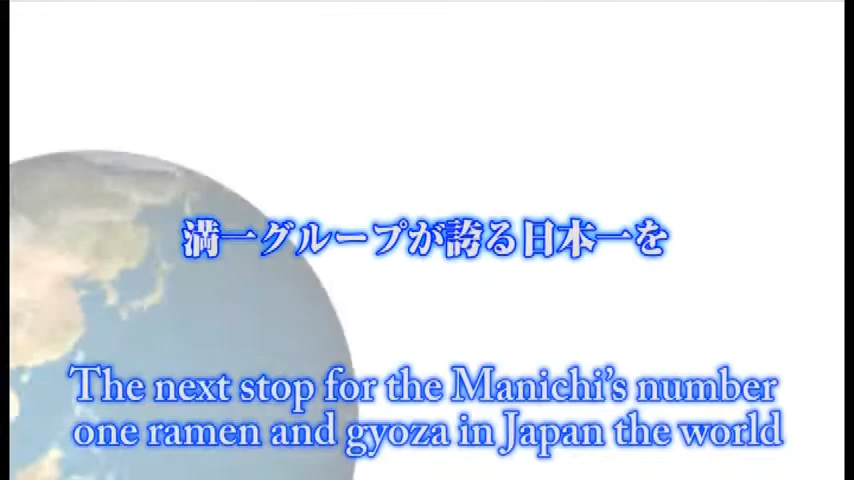 満一グループが誇る日本一を
The next stop for the Manichi's number
one ramen and gyoza in Japan the world